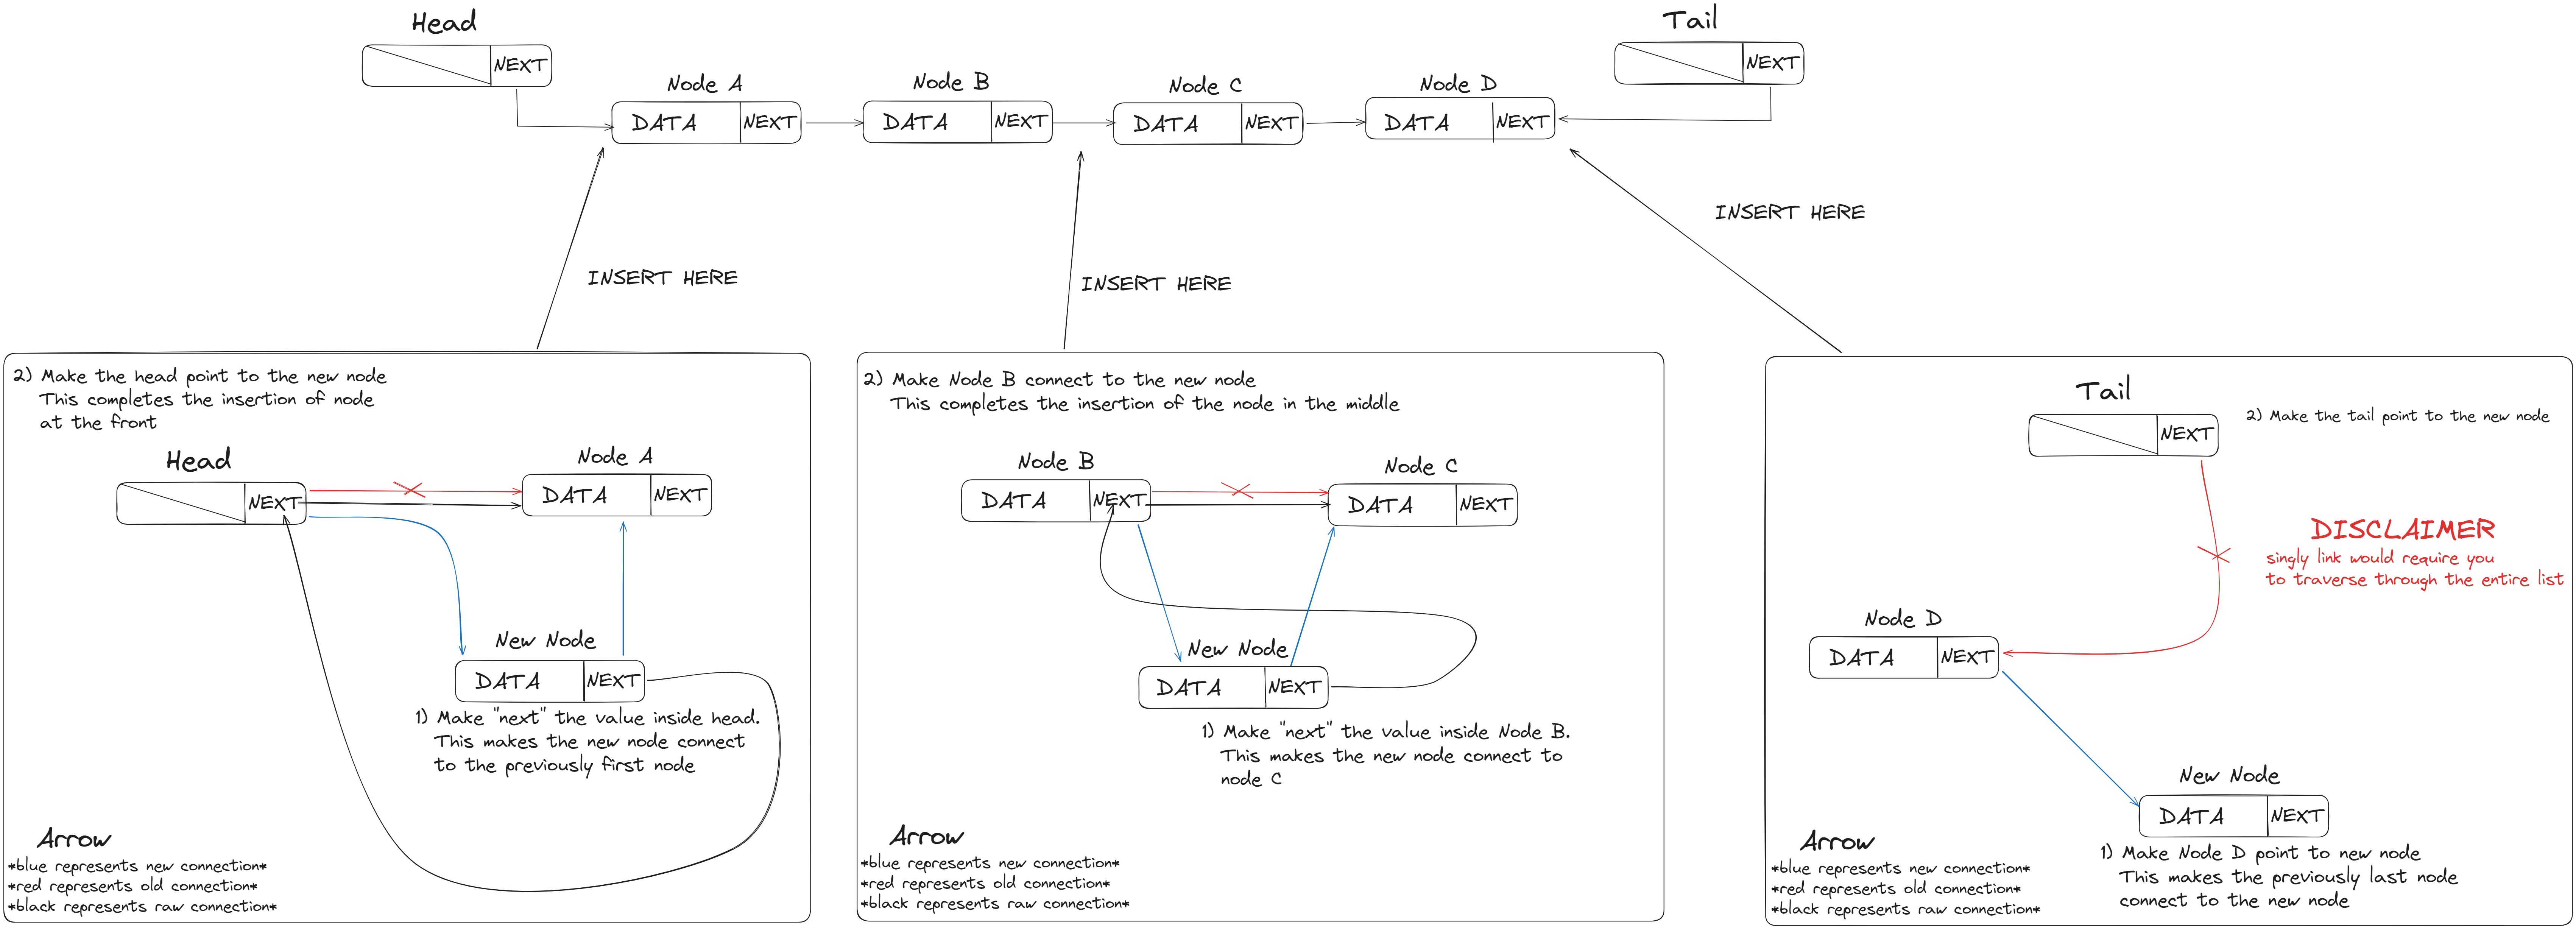 Head
NEXT
Tail
NEXT
Node A
DATA NEXT
Node B
DATA NEXT
Node C
DATA NEXT
Node D
DATA NEXT
INSERT HERE
INSERT HERE
INSERT HERE
2) Make the head point to the new node
This completes the insertion of node
at the front
Head
NEXT
Node A
DATA NEXT
New Node
DATA NEXT
1) Make "next" the value inside head.
This makes the new node connect
to the previously first node
Arrow
*blue represents new connection*
*red represents old connection*
*black represents raw connection*
2) Make Node B connect to the new node
This completes the insertion of the node in the middle
Node B
DATA NEXT
Node C
DATA NEXT
New Node
DATA NEXT
1) Make "next" the value inside Node B.
This makes the new node connect to
node C
Arrow
*blue represents new connection*
*red represents old connection*
*black represents raw connection*
Tail
NEXT
2) Make the tail point to the new node
DISCLAIMER
singly link would require you
to traverse through the entire list
Node D
DATA NEXT
New Node
DATA NEXT
1) Make Node D point to new node
This makes the previously last node
connect to the new node
Arrow
*blue represents new connection*
*red represents old connection*
*black represents raw connection*